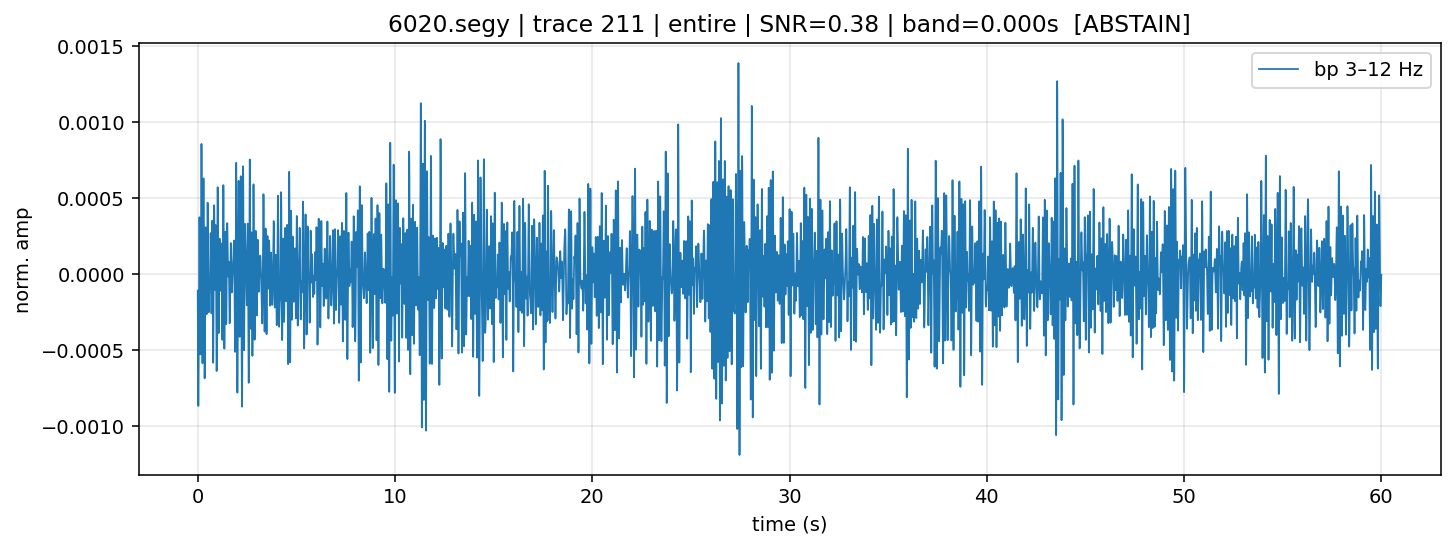 6020.segy | trace 211 | entire | SNR=0.38 | band=0.000s  [ABSTAIN]
bp 3–12 Hz
norm. amp
0.0015
0.0010
0.0005
0.0000
−0.0005
−0.0010
0 10 20 30 40 50 60
time (s)